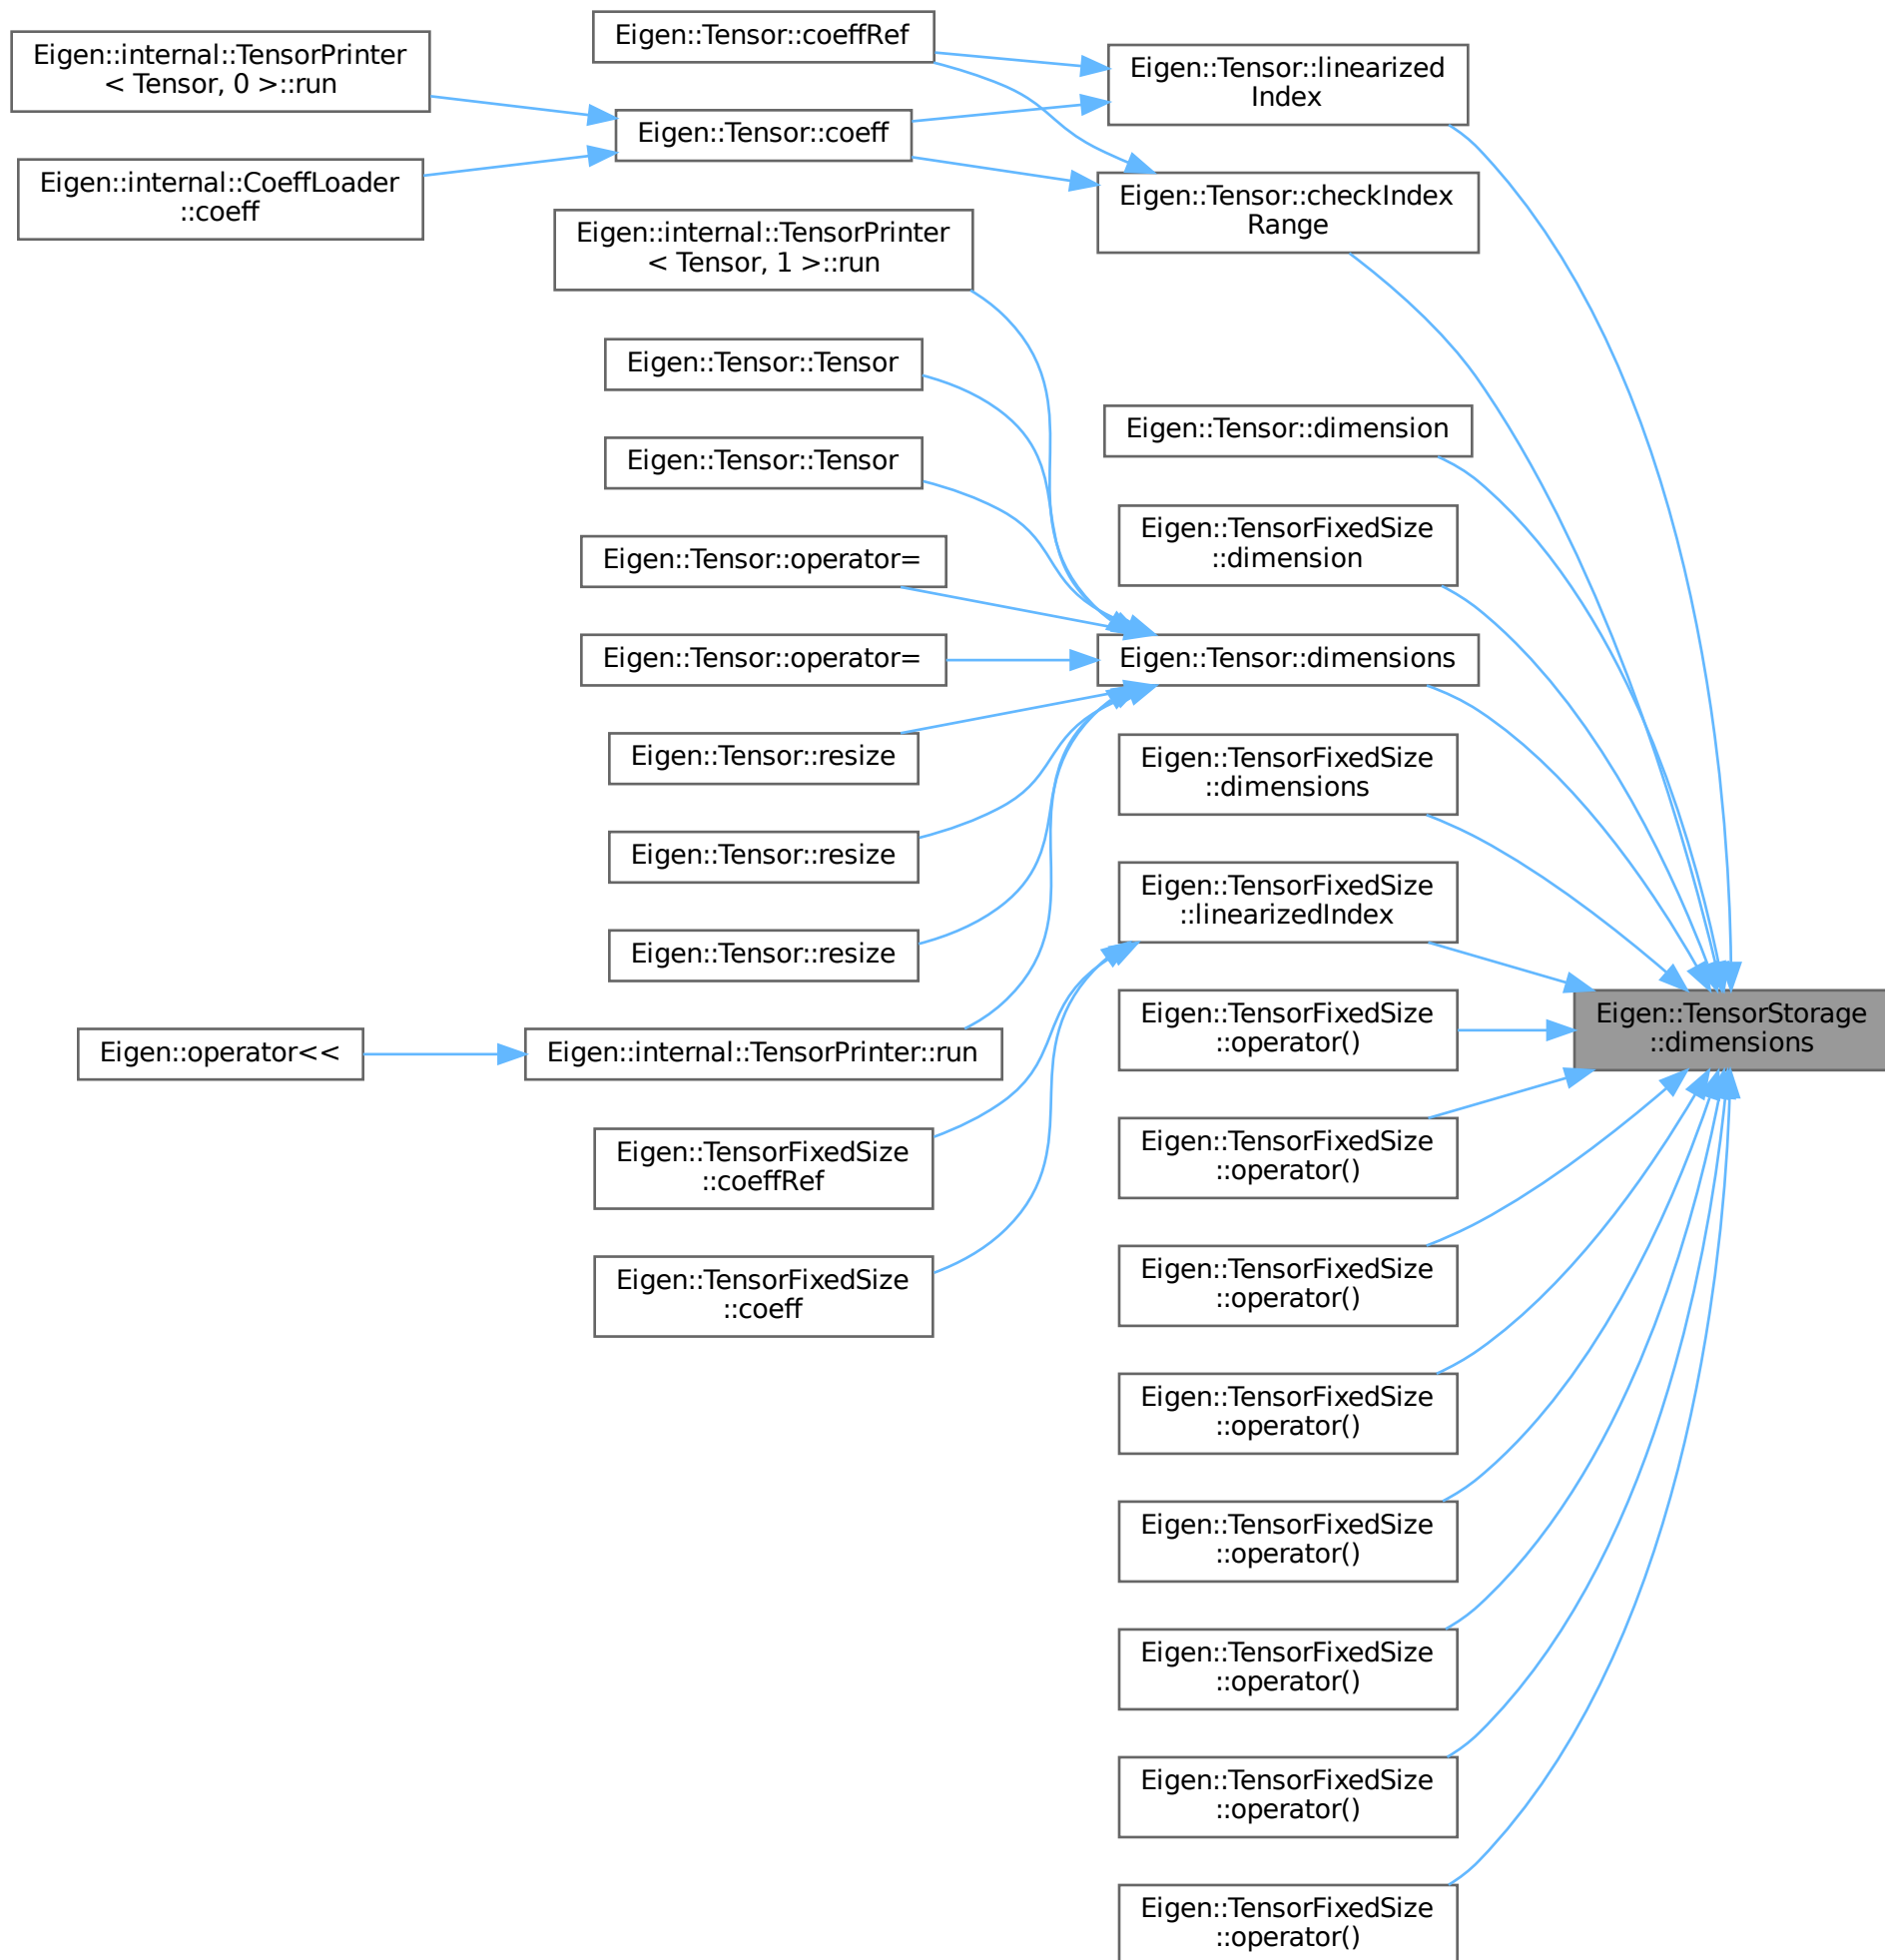 Eigen::internal::TensorPrinter
< Tensor, 0 >::run
Eigen::internal::CoeffLoader
::coeff
Eigen::operator<<
Eigen::Tensor::coeffRef
Eigen::Tensor::coeff
Eigen::internal::TensorPrinter
< Tensor, 1 >::run
Eigen::Tensor::Tensor
Eigen::Tensor::Tensor
Eigen::Tensor::operator=
Eigen::Tensor::operator=
Eigen::Tensor::resize
Eigen::Tensor::resize
Eigen::Tensor::resize
Eigen::internal::TensorPrinter::run
Eigen::TensorFixedSize
::coeffRef
Eigen::TensorFixedSize
::coeff
Eigen::Tensor::linearized
Index
Eigen::Tensor::checkIndex
Range
Eigen::Tensor::dimension
Eigen::TensorFixedSize
::dimension
Eigen::Tensor::dimensions
Eigen::TensorFixedSize
::dimensions
Eigen::TensorFixedSize
::linearizedIndex
Eigen::TensorFixedSize
::operator()
Eigen::TensorFixedSize
::operator()
Eigen::TensorFixedSize
::operator()
Eigen::TensorFixedSize
::operator()
Eigen::TensorFixedSize
::operator()
Eigen::TensorFixedSize
::operator()
Eigen::TensorFixedSize
::operator()
Eigen::TensorFixedSize
::operator()
Eigen::TensorStorage
::dimensions